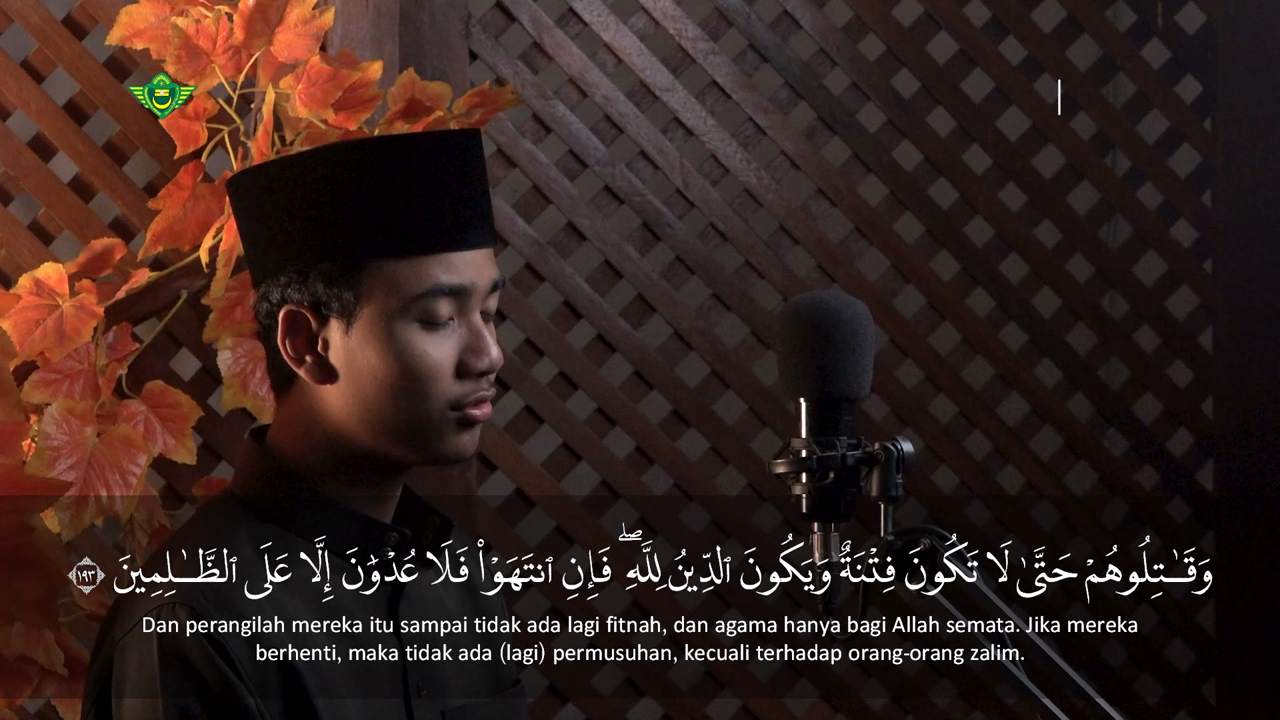 وَقَـٰتِلُوهُمْ حَتَّىٰ لَا تَكُونَ فِتْنَةٌ وَيَكُونَ ٱلدِّينُ لِلَّهِ ۖ فَإِنِ ٱنتَهَوْا۟ فَلَا عُدْوَٰنَ إِلَّا عَلَى ٱلظَّـٰلِمِينَ ١٩٣
Dan perangilah mereka itu sampai tidak ada lagi fitnah, dan agama hanya bagi Allah semata. Jika mereka
berhenti, maka tidak ada (lagi) permusuhan, kecuali terhadap orang-orang zalim.